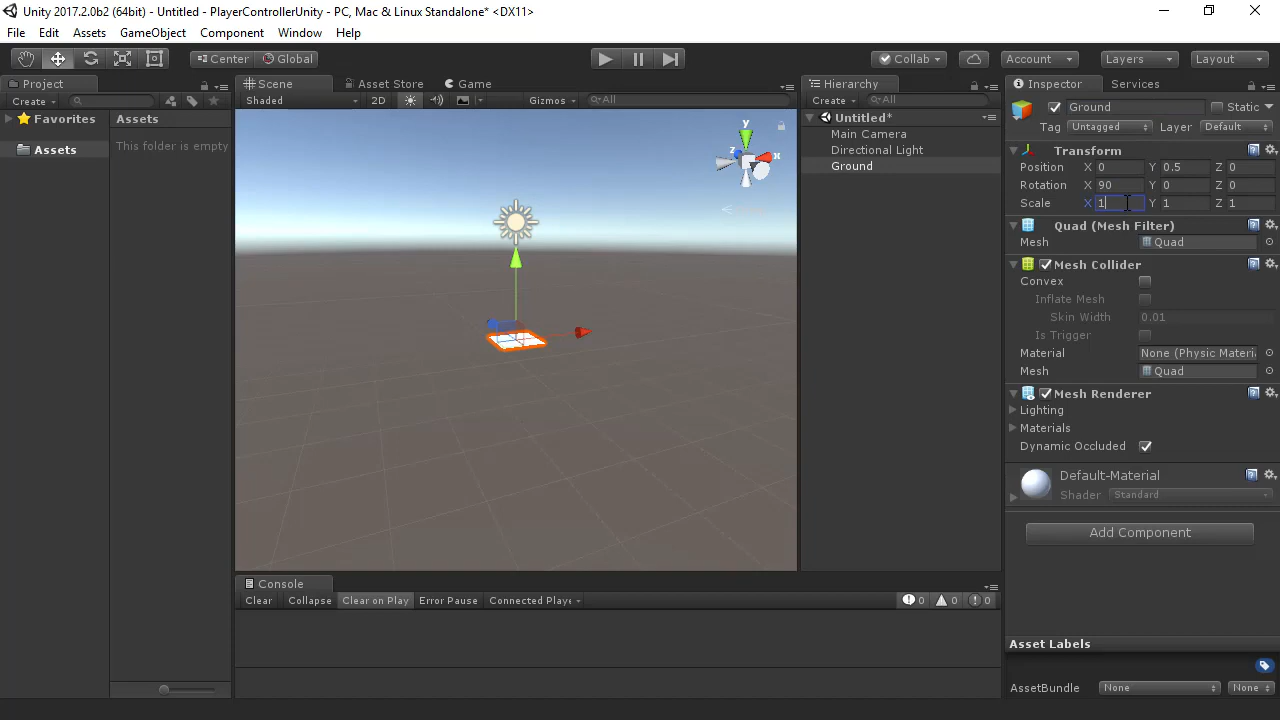 Unity 2017.2.0b2 (64bit) - Untitled - PlayerControllerUnity - PC, Mac & Linux Standalone* <DX11>
File Edit Assets GameObject Component Window Help
Center Global Collab Account Layers Layout
Project
Create
Favorites
Assets
Assets
This folder is empty
Scene Asset Store Game
Shaded 2D Gizmos All
y
z x
Hierarchy
Create All
Untitled*
Main Camera
Directional Light
Ground
Inspector Services
Ground Static
Tag Untagged Layer Default
Transform
Position X 0 Y 0.5 Z 0
Rotation X 90 Y 0 Z 0
Scale X 1 Y 1 Z 1
Quad (Mesh Filter)
Mesh Quad
Mesh Collider
Convex
Inflate Mesh
Skin Width 0.01
Is Trigger
Material None (Physic Materi
Mesh Quad
Mesh Renderer
Lighting
Materials
Dynamic Occluded
Default-Material
Shader Standard
Add Component
Console
Clear Collapse Clear on Play Error Pause Connected Playe 0 0 0
Asset Labels
AssetBundle None None